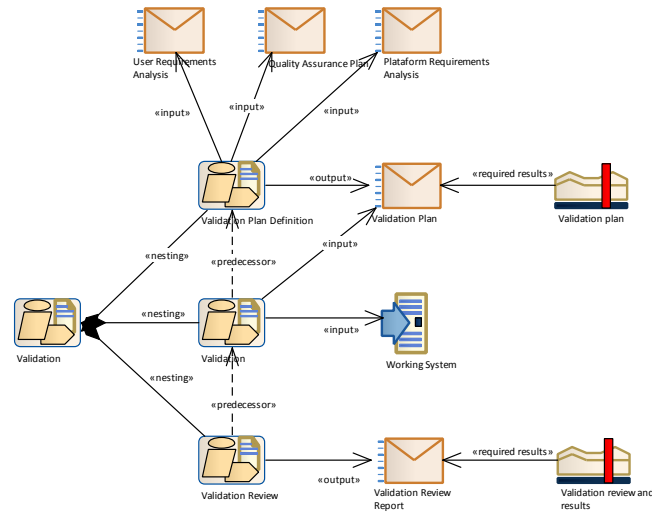 User Requirements
Analysis
Quality Assurance Plan
Plataform Requirements
Analysis
«input»
«input»
«input»
«output»
«required results»
Validation Plan Definition
Validation Plan
Validation plan
«input»
«nesting»
«predecessor»
«nesting»
«input»
Validation
Validation
Working System
«nesting»
«predecessor»
«required results»
«output»
Validation Review
Validation Review
Report
Validation review and
results